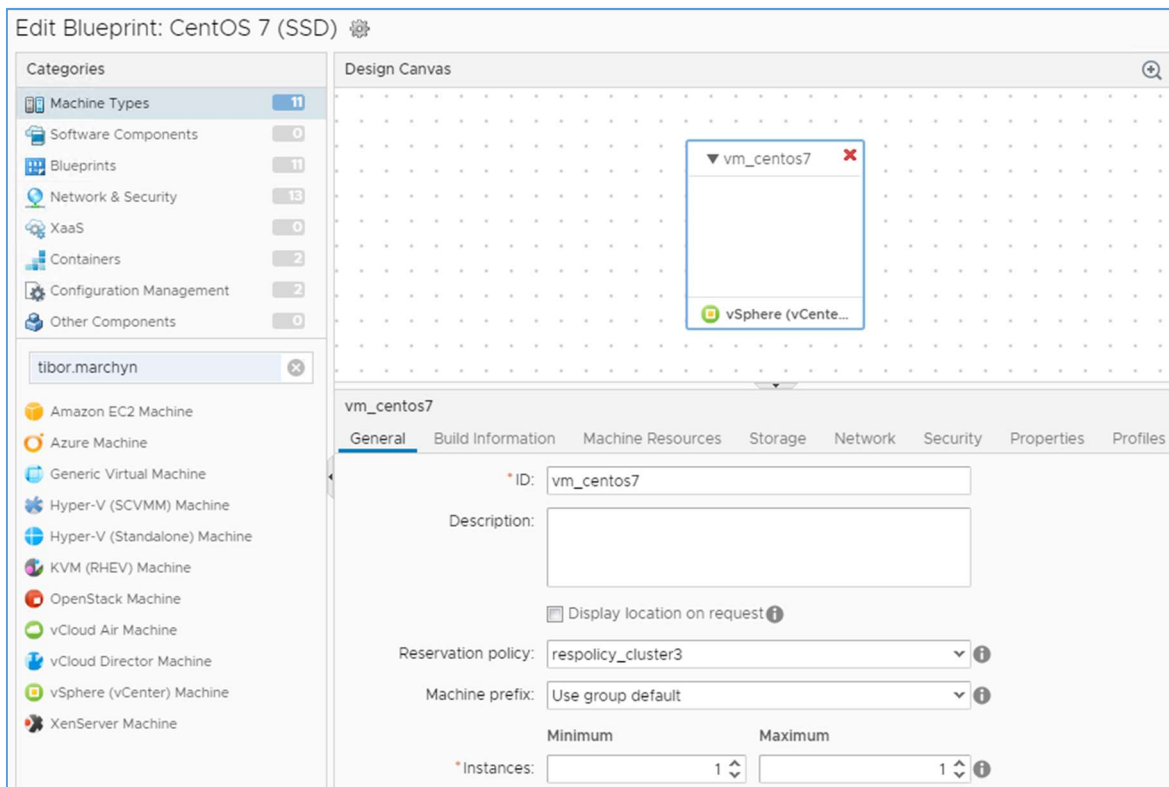 Edit Blueprint: CentOS 7 (SSD)
Categories
Machine Types 11
Software Components 0
Blueprints 11
Network & Security 13
XaaS 0
Containers 2
Configuration Management 2
Other Components 0
tibor.marchyn
Amazon EC2 Machine
Azure Machine
Generic Virtual Machine
Hyper-V (SCVMM) Machine
Hyper-V (Standalone) Machine
KVM (RHEV) Machine
OpenStack Machine
vCloud Air Machine
vCloud Director Machine
vSphere (vCenter) Machine
XenServer Machine
Design Canvas
vm_centos7
vSphere (vCente...
vm_centos7
General Build Information Machine Resources Storage Network Security Properties Profiles
*ID: vm_centos7
Description:
Display location on request
Reservation policy: respolicy_cluster3
Machine prefix: Use group default
Minimum Maximum
*Instances: 1 1